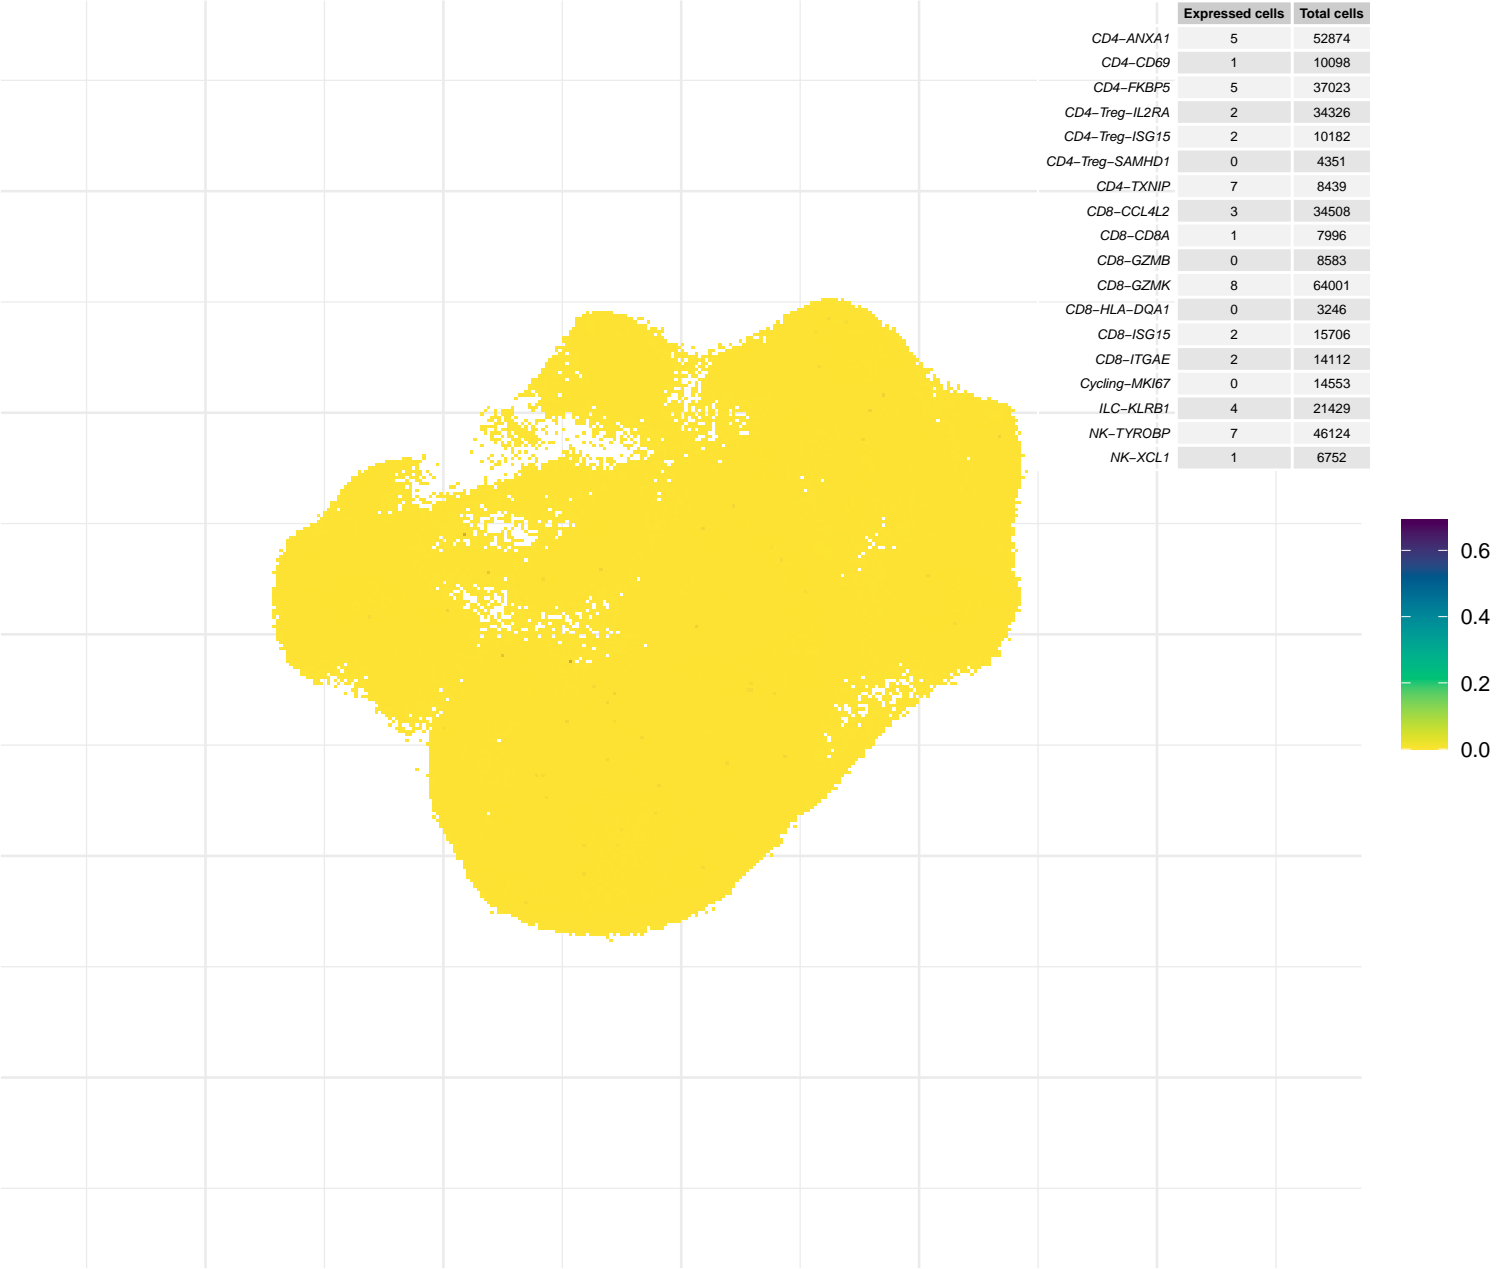 Expressed cells Total cells
CD4−ANXA1 5 52874
CD4−CD69 1 10098
CD4−FKBP5 5 37023
CD4−Treg−IL2RA 2 34326
CD4−Treg−ISG15 2 10182
CD4−Treg−SAMHD1 0 4351
CD4−TXNIP 7 8439
CD8−CCL4L2 3 34508
CD8−CD8A 1 7996
CD8−GZMB 0 8583
CD8−GZMK 8 64001
CD8−HLA−DQA1 0 3246
CD8−ISG15 2 15706
CD8−ITGAE 2 14112
Cycling−MKI67 0 14553
ILC−KLRB1 4 21429
NK−TYROBP 7 46124
NK−XCL1 1 6752
0.6
0.4
0.2
0.0